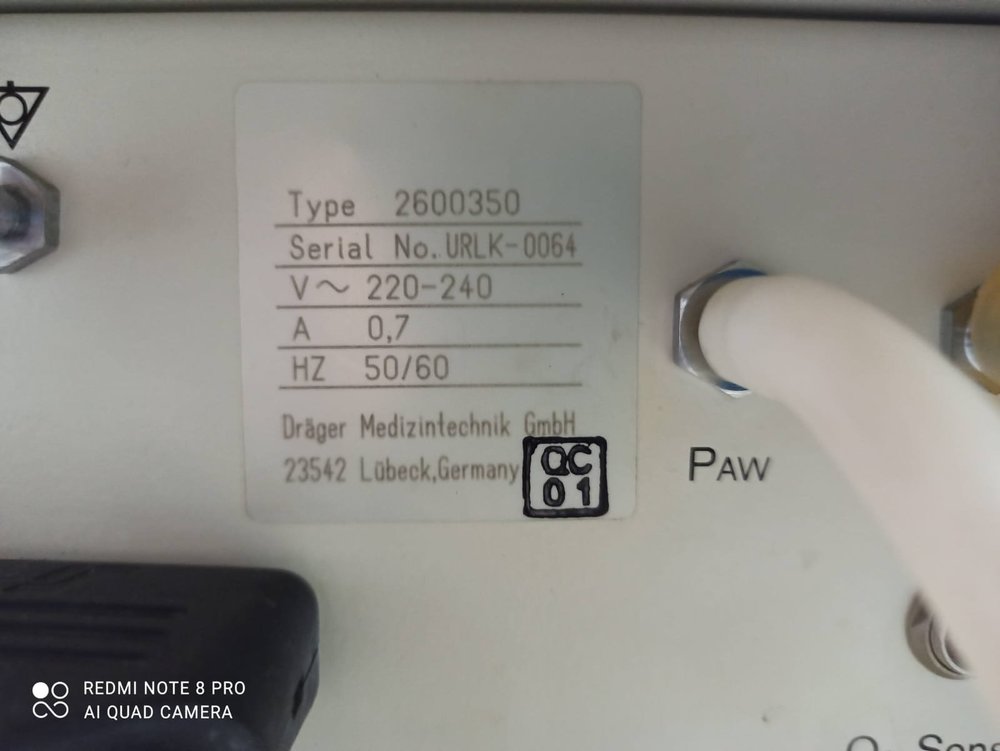 Type 2600350
Serial No. URLK-0064
V~ 220-240
A 0,7
HZ 50/60
Dräger Medizintechnik GmbH
23542 Lübeck,Germany
QC
01
PAW
REDMI NOTE 8 PRO
AI QUAD CAMERA